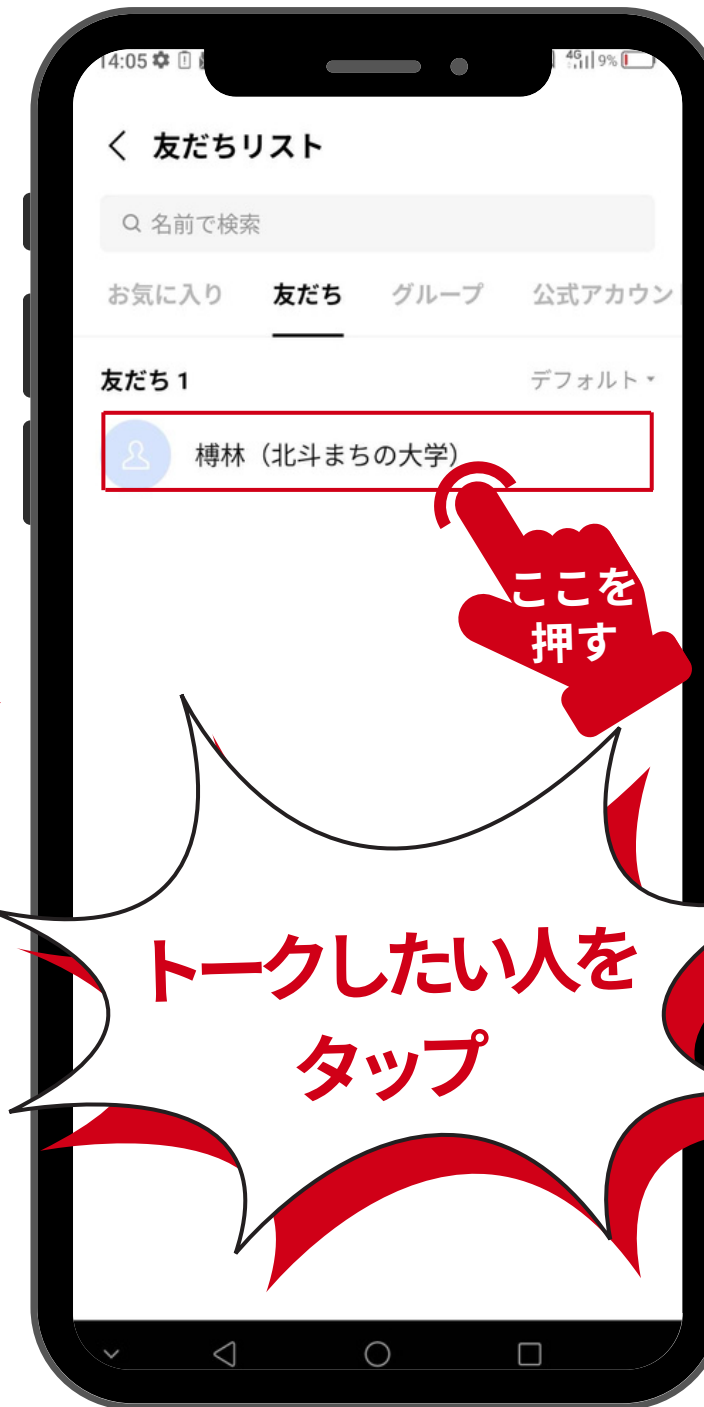 14:05
4G 9%
友だちリスト
名前で検索
お気に入り 友だち グループ 公式アカウン
友だち 1 デフォルト
榑林（北斗まちの大学）
ここを
押す
トークしたい人を
タップ